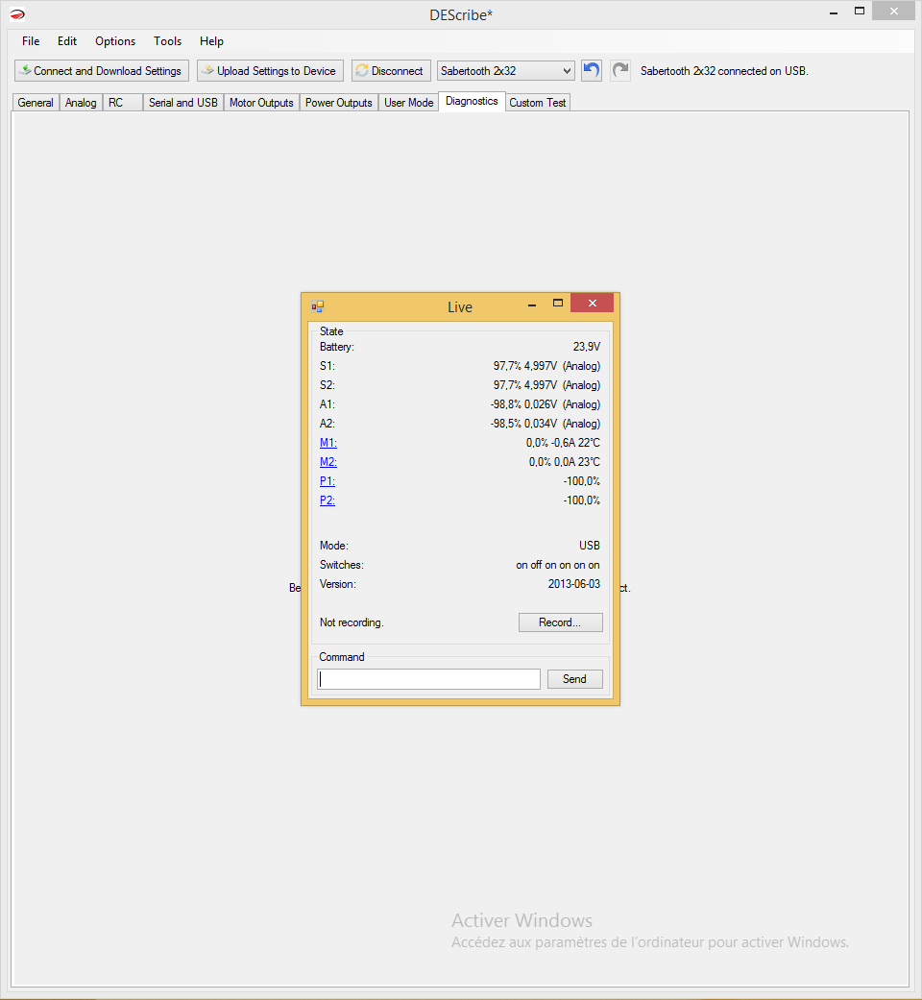 DEScribe*
File Edit Options Tools Help
Connect and Download Settings Upload Settings to Device Disconnect Sabertooth 2x32 Sabertooth 2x32 connected on USB.
General Analog RC Serial and USB Motor Outputs Power Outputs User Mode Diagnostics Custom Test
Live
State
Battery: 23,9V
S1: 97,7% 4,997V (Analog)
S2: 97,7% 4,997V (Analog)
A1: -98,8% 0,026V (Analog)
A2: -98,5% 0,034V (Analog)
M1: 0,0% -0,6A 22°C
M2: 0,0% 0,0A 23°C
P1: -100,0%
P2: -100,0%
Mode: USB
Switches: on off on on on on
Version: 2013-06-03
Be ct.
Not recording. Record...
Command
Send
Activer Windows
Accédez aux paramètres de l'ordinateur pour activer Windows.